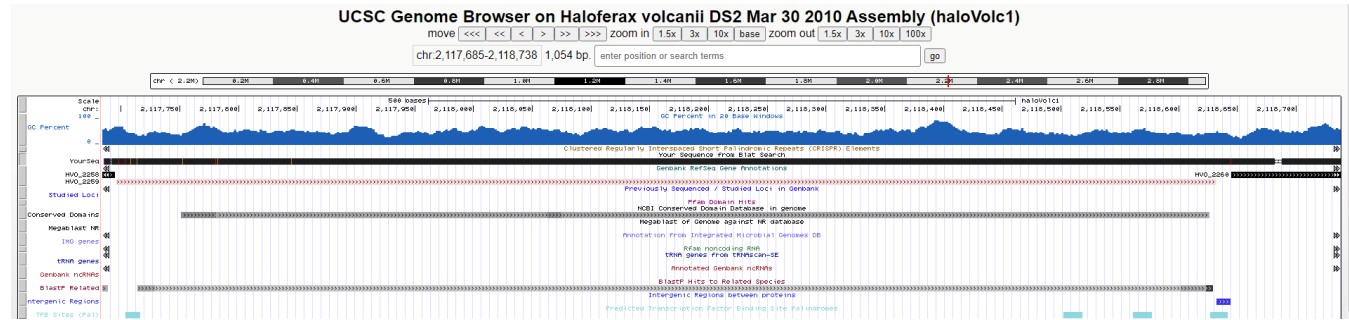 UCSC Genome Browser on Haloferax volcanii DS2 Mar 30 2010 Assembly (haloVolc1)
move <<< << < > >> >>> zoom in 1.5x 3x 10x base zoom out 1.5x 3x 10x 100x
chr:2,117,685-2,118,738 1,054 bp. enter position or search terms go
chr ( 2.2M) 0.2M 0.4M 0.6M 0.8M 1.0M 1.2M 1.4M 1.6M 1.8M 2.0M 2.2M 2.4M 2.6M 2.8M
Scale 500 bases haloVolc1
chr: 2,117,750 2,117,800 2,117,850 2,117,900 2,117,950 2,118,000 2,118,050 2,118,100 2,118,150 2,118,200 2,118,250 2,118,300 2,118,350 2,118,400 2,118,450 2,118,500 2,118,550 2,118,600 2,118,650 2,118,700
GC Percent in 20 Base Windows
100 _
GC Percent
0 _
Clustered Regularly Interspaced Short Palindromic Repeats (CRISPR) Elements
Your Sequence from Blat Search
YourSeq
Genbank RefSeq Gene Annotations
HVO_2258 HVO_2260
HVO_2259
Previously Sequenced / Studied Loci in Genbank
Studied Loci
Pfam Domain Hits
NCBI Conserved Domain Database in genome
Conserved Domains
Megablast of Genome against NR database
Megablast NR
Annotation from Integrated Microbial Genomes DB
IMG genes
Rfam noncoding RNA
tRNA genes from tRNAscan-SE
tRNA genes
Annotated Genbank ncRNAs
Genbank ncRNAs
BlastP Hits to Related Species
BlastP Related
Intergenic Regions between proteins
ntergenic Regions
Predicted Transcription Factor Binding Site Palindromes
TFB Sites (Pal)